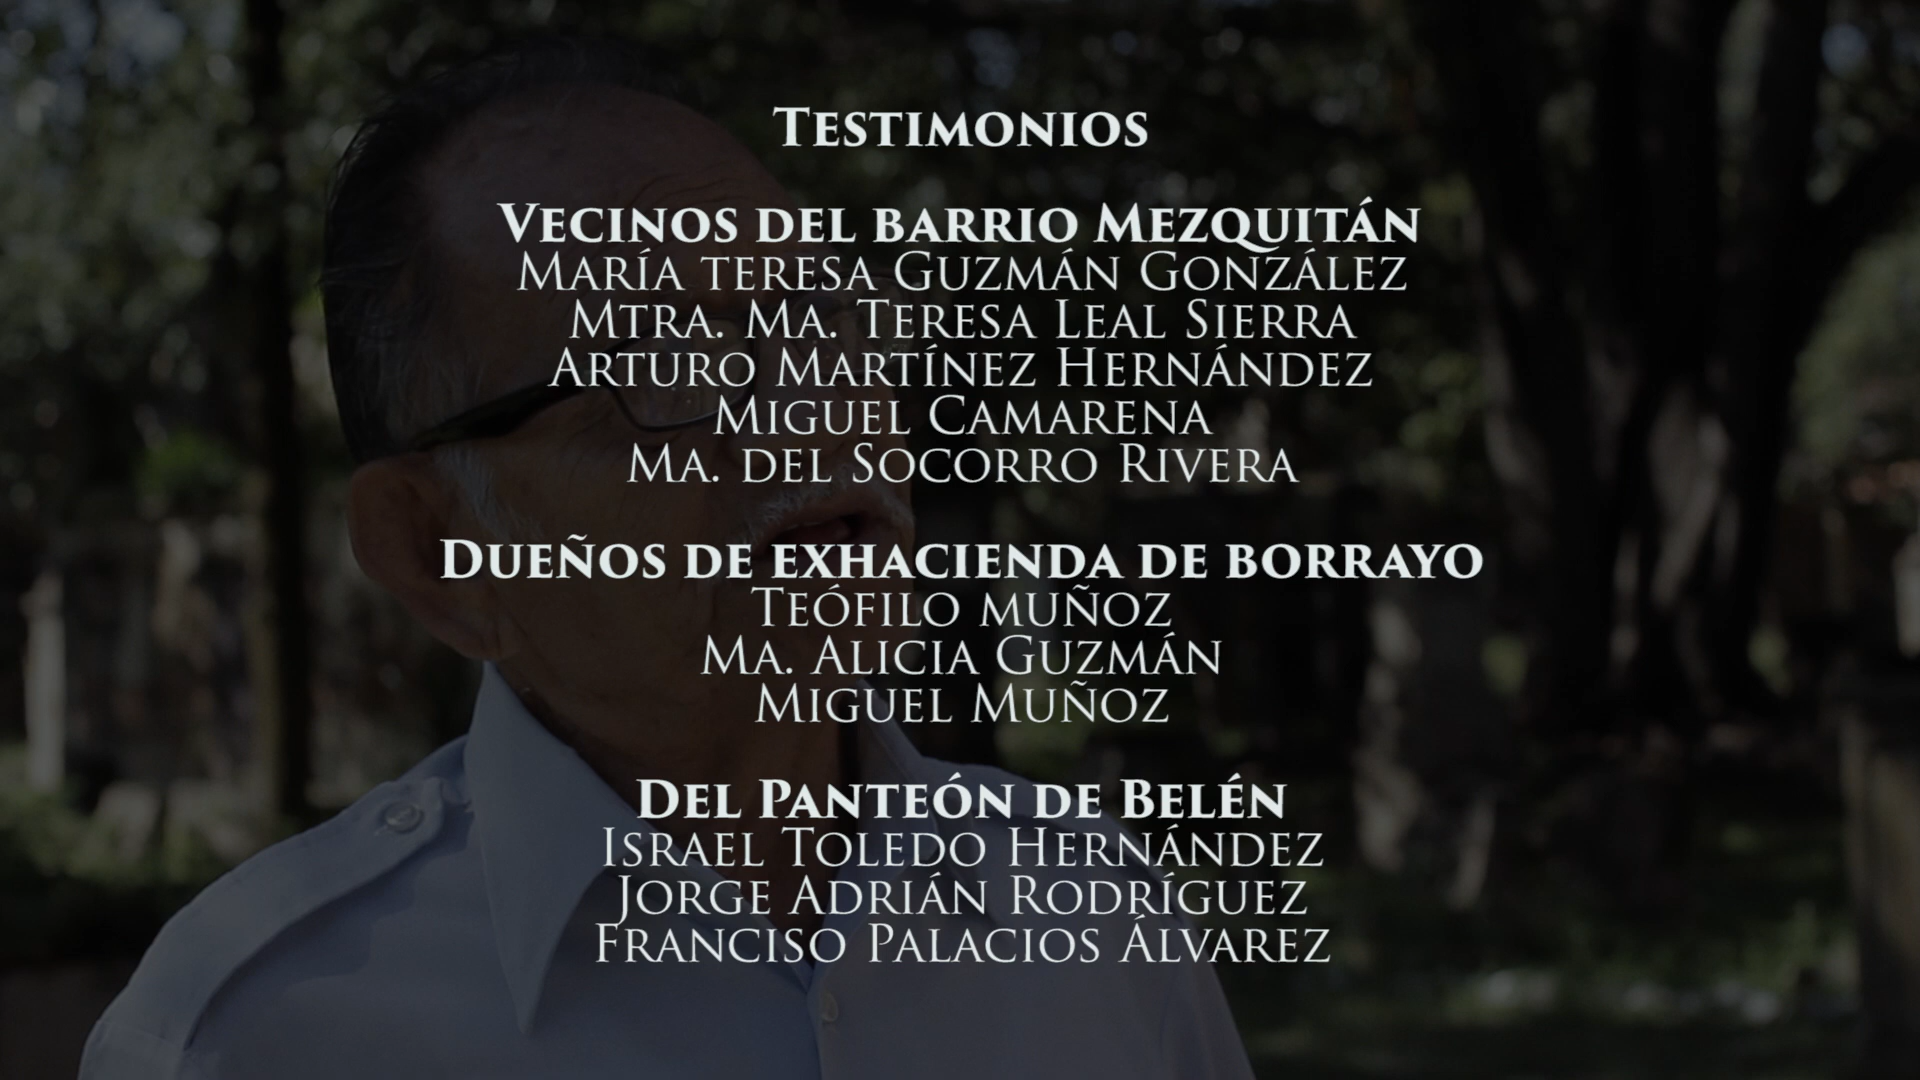 Testimonios
Vecinos del barrio Mezquitán
María teresa Guzmán González
Mtra. Ma. Teresa Leal Sierra
Arturo Martínez Hernández
Miguel Camarena
Ma. del Socorro Rivera
Dueños de exhacienda de borrayo
Teófilo muñoz
Ma. Alicia Guzmán
Miguel Muñoz
Del Panteón de Belén
Israel Toledo Hernández
Jorge Adrián Rodríguez
Franciso Palacios Álvarez